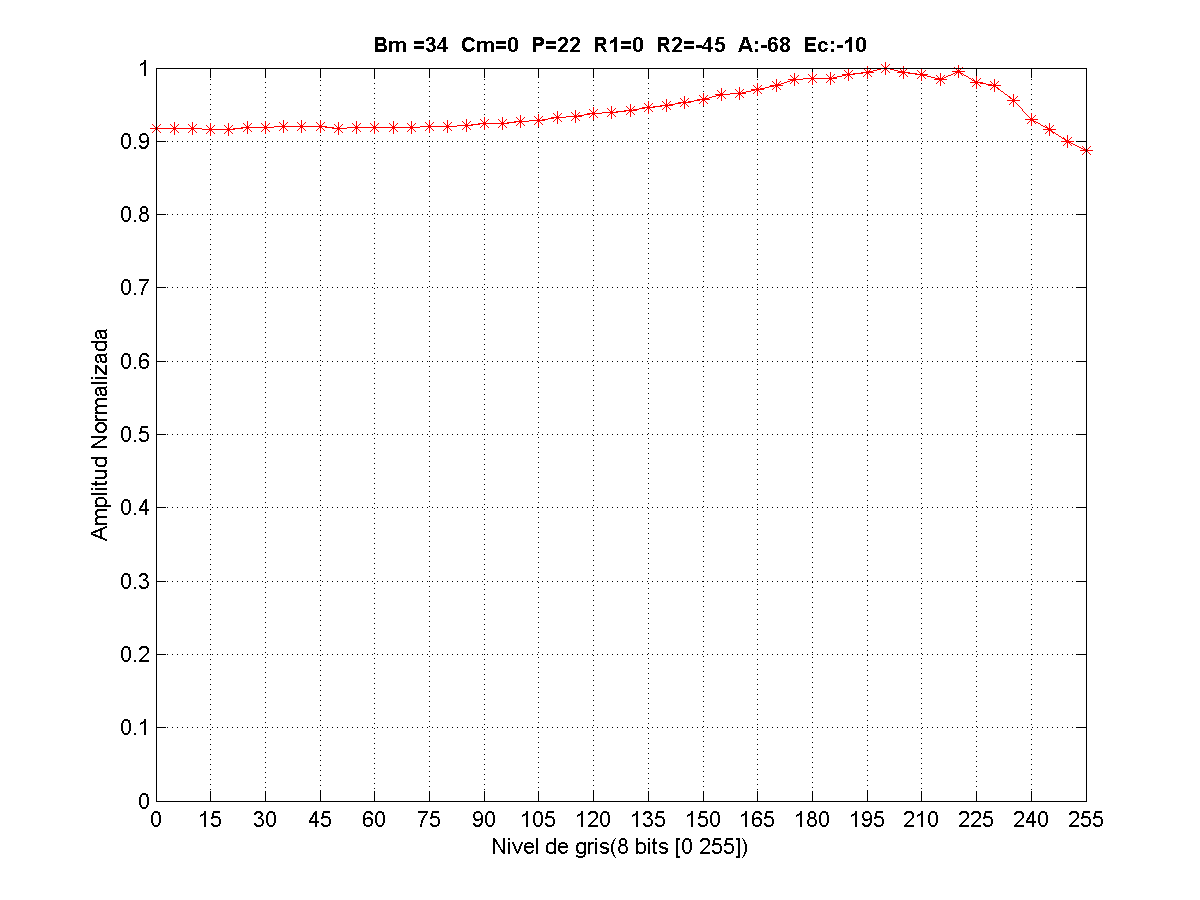 Bm =34 Cm=0 P=22 R1=0 R2=-45 A:-68 Ec:-10
1
0.9
0.8
0.7
0.6
0.5
0.4
0.3
0.2
0.1
0
Amplitud Normalizada
0 15 30 45 60 75 90 105 120 135 150 165 180 195 210 225 240 255
Nivel de gris(8 bits [0 255])